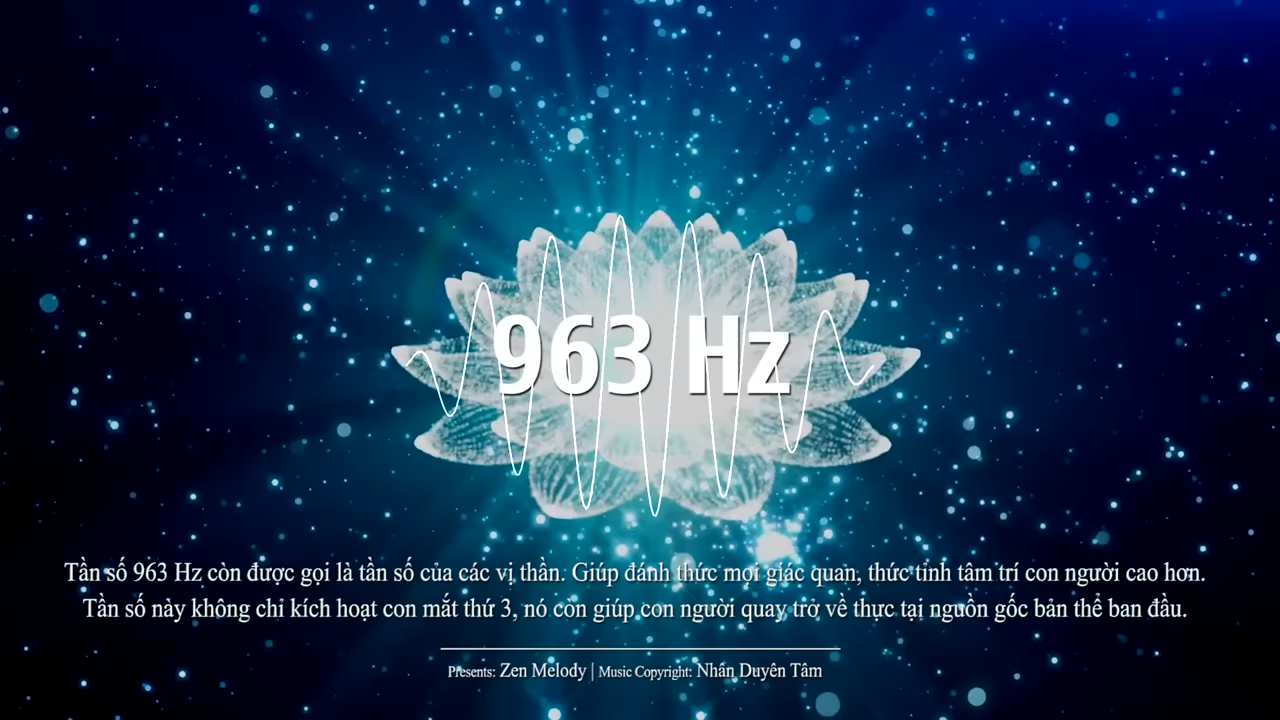 963 Hz
Tần số 963 Hz còn được gọi là tần số của các vị thần. Giúp đánh thức mọi giác quan, thức tỉnh tâm trí con người cao hơn.
Tần số này không chỉ kích hoạt con mắt thứ 3, nó còn giúp con người quay trở về thực tại nguồn gốc bản thể ban đầu.
Presents: Zen Melody | Music Copyright: Nhân Duyên Tâm